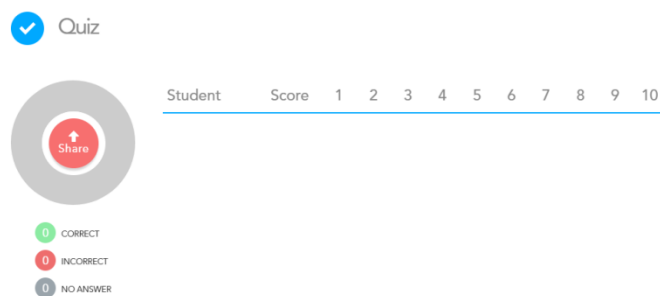 Quiz
Student Score 1 2 3 4 5 6 7 8 9 10
Share
0 CORRECT
0 INCORRECT
0 NO ANSWER